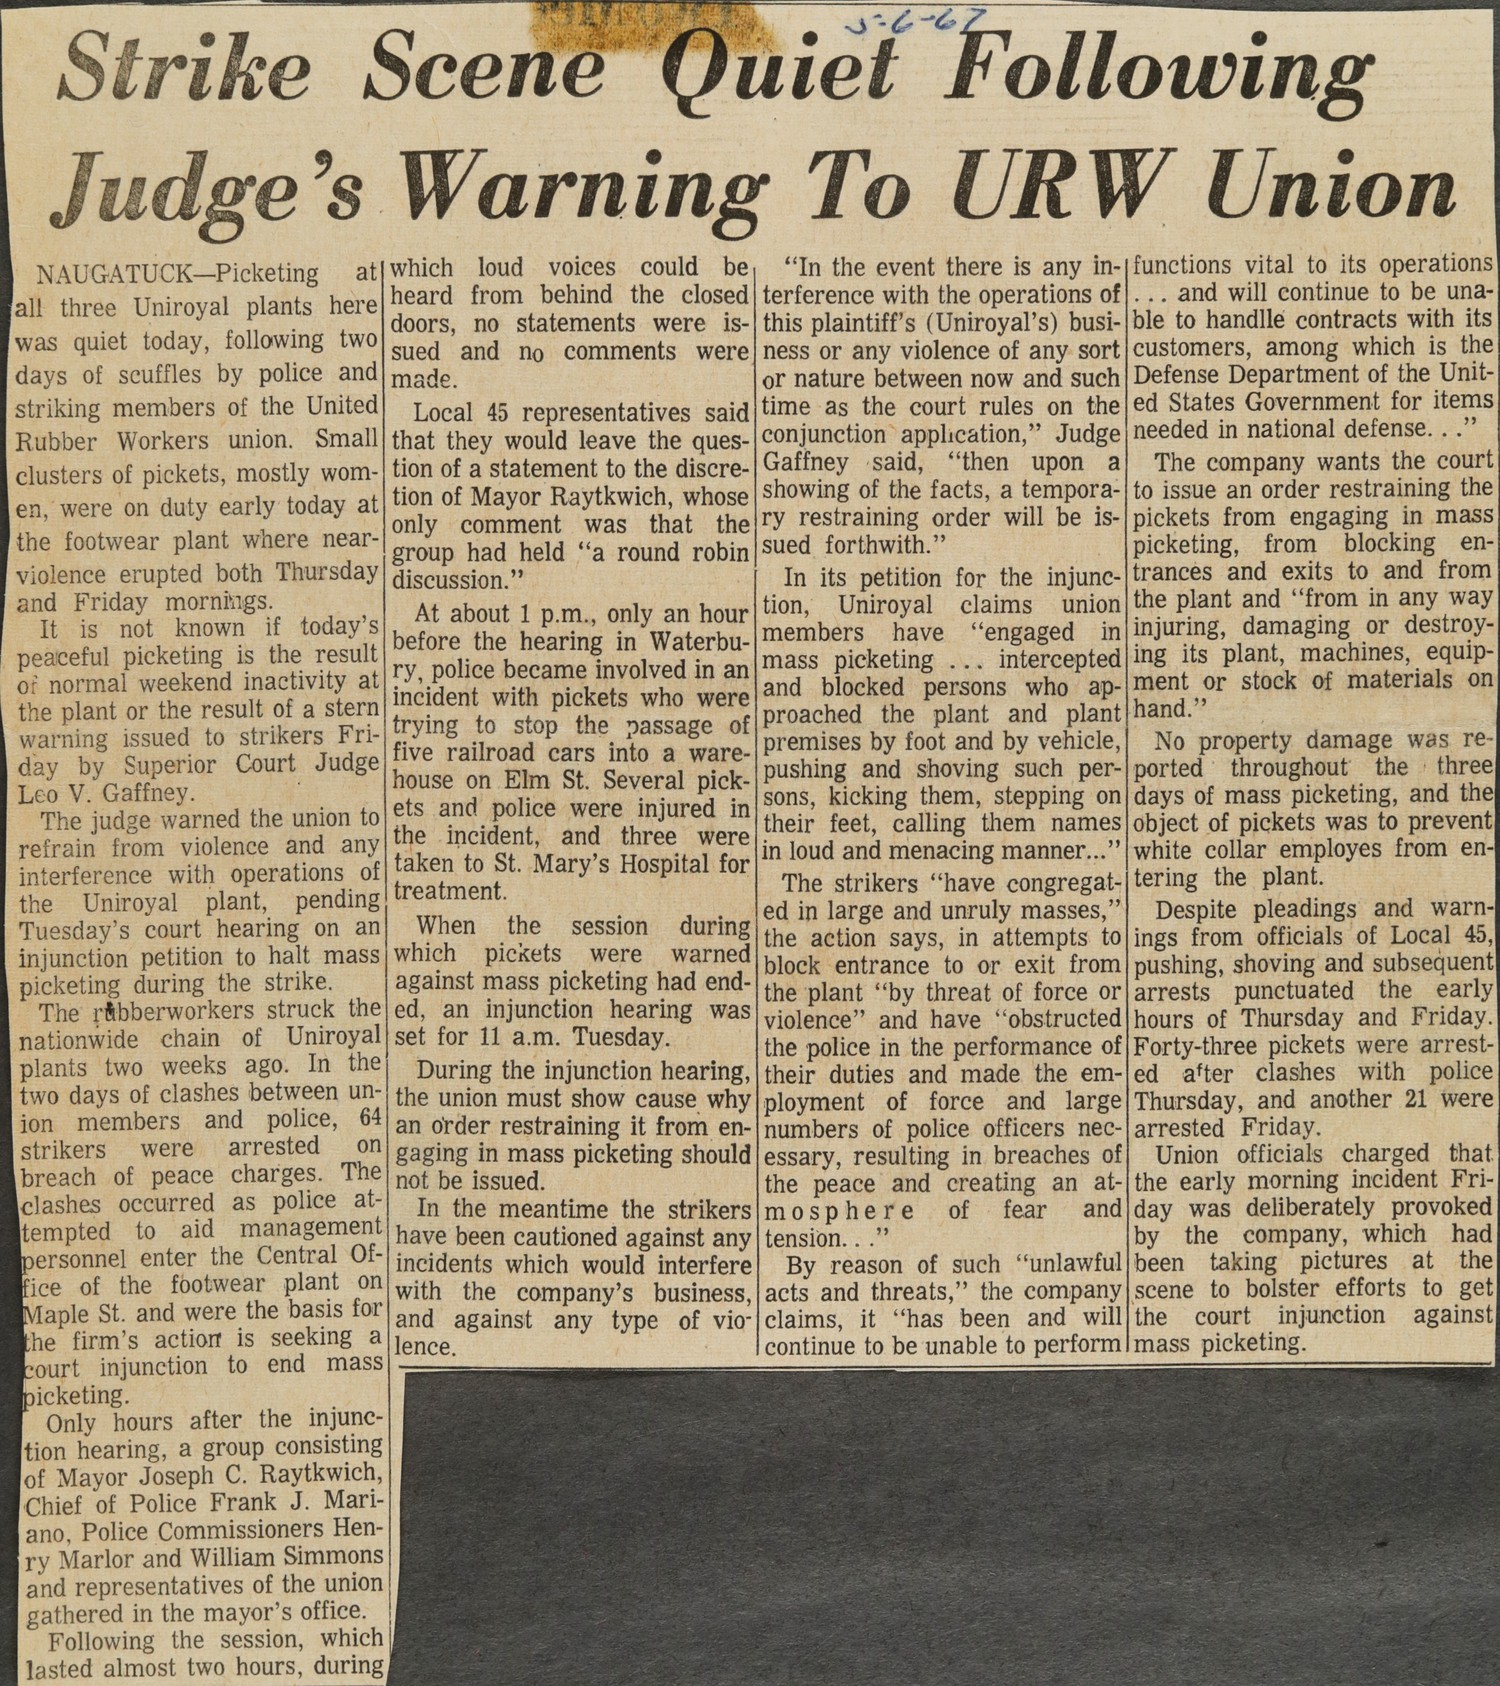 5-6-67
Strike Scene Quiet Following
Judge's Warning To URW Union
NAUGATUCK—Picketing at
all three Uniroyal plants here
was quiet today, following two
days of scuffles by police and
striking members of the United
Rubber Workers union. Small
clusters of pickets, mostly wom-
en, were on duty early today at
the footwear plant where near-
violence erupted both Thursday
and Friday mornings.
It is not known if today's
peaceful picketing is the result
of normal weekend inactivity at
the plant or the result of a stern
warning issued to strikers Fri-
day by Superior Court Judge
Leo V. Gaffney.
The judge warned the union to
refrain from violence and any
interference with operations of
the Uniroyal plant, pending
Tuesday's court hearing on an
injunction petition to halt mass
picketing during the strike.
The rubberworkers struck the
nationwide chain of Uniroyal
plants two weeks ago. In the
two days of clashes between un-
ion members and police, 64
strikers were arrested on
breach of peace charges. The
clashes occurred as police at-
tempted to aid management
personnel enter the Central Of-
fice of the footwear plant on
Maple St. and were the basis for
the firm's action is seeking a
court injunction to end mass
picketing.
Only hours after the injunc-
tion hearing, a group consisting
of Mayor Joseph C. Raytkwich,
Chief of Police Frank J. Mari-
ano, Police Commissioners Hen-
ry Marlor and William Simmons
and representatives of the union
gathered in the mayor's office.
Following the session, which
lasted almost two hours, during
which loud voices could be
heard from behind the closed
doors, no statements were is-
sued and no comments were
made.
Local 45 representatives said
that they would leave the ques-
tion of a statement to the discre-
tion of Mayor Raytkwich, whose
only comment was that the
group had held "a round robin
discussion."
At about 1 p.m., only an hour
before the hearing in Waterbu-
ry, police became involved in an
incident with pickets who were
trying to stop the passage of
five railroad cars into a ware-
house on Elm St. Several pick-
ets and police were injured in
the incident, and three were
taken to St. Mary's Hospital for
treatment.
When the session during
which pickets were warned
against mass picketing had end-
ed, an injunction hearing was
set for 11 a.m. Tuesday.
During the injunction hearing,
the union must show cause why
an order restraining it from en-
gaging in mass picketing should
not be issued.
In the meantime the strikers
have been cautioned against any
incidents which would interfere
with the company's business,
and against any type of vio-
lence.
"In the event there is any in-
terference with the operations of
this plaintiff's (Uniroyal's) busi-
ness or any violence of any sort
or nature between now and such
time as the court rules on the
conjunction application," Judge
Gaffney said, "then upon a
showing of the facts, a tempora-
ry restraining order will be is-
sued forthwith."
In its petition for the injunc-
tion, Uniroyal claims union
members have "engaged in
mass picketing ... intercepted
and blocked persons who ap-
proached the plant and plant
premises by foot and by vehicle,
pushing and shoving such per-
sons, kicking them, stepping on
their feet, calling them names
in loud and menacing manner..."
The strikers "have congregat-
ed in large and unruly masses,"
the action says, in attempts to
block entrance to or exit from
the plant "by threat of force or
violence" and have "obstructed
the police in the performance of
their duties and made the em-
ployment of force and large
numbers of police officers nec-
essary, resulting in breaches of
the peace and creating an at-
mosphere of fear and
tension. . ."
By reason of such "unlawful
acts and threats," the company
claims, it "has been and will
continue to be unable to perform
functions vital to its operations
... and will continue to be una-
ble to handlle contracts with its
customers, among which is the
Defense Department of the Unit-
ed States Government for items
needed in national defense. . ."
The company wants the court
to issue an order restraining the
pickets from engaging in mass
picketing, from blocking en-
trances and exits to and from
the plant and "from in any way
injuring, damaging or destroy-
ing its plant, machines, equip-
ment or stock of materials on
hand."
No property damage was re-
ported throughout the three
days of mass picketing, and the
object of pickets was to prevent
white collar employes from en-
tering the plant.
Despite pleadings and warn-
ings from officials of Local 45,
pushing, shoving and subsequent
arrests punctuated the early
hours of Thursday and Friday.
Forty-three pickets were arrest-
ed after clashes with police
Thursday, and another 21 were
arrested Friday.
Union officials charged that
the early morning incident Fri-
day was deliberately provoked
by the company, which had
been taking pictures at the
scene to bolster efforts to get
the court injunction against
mass picketing.